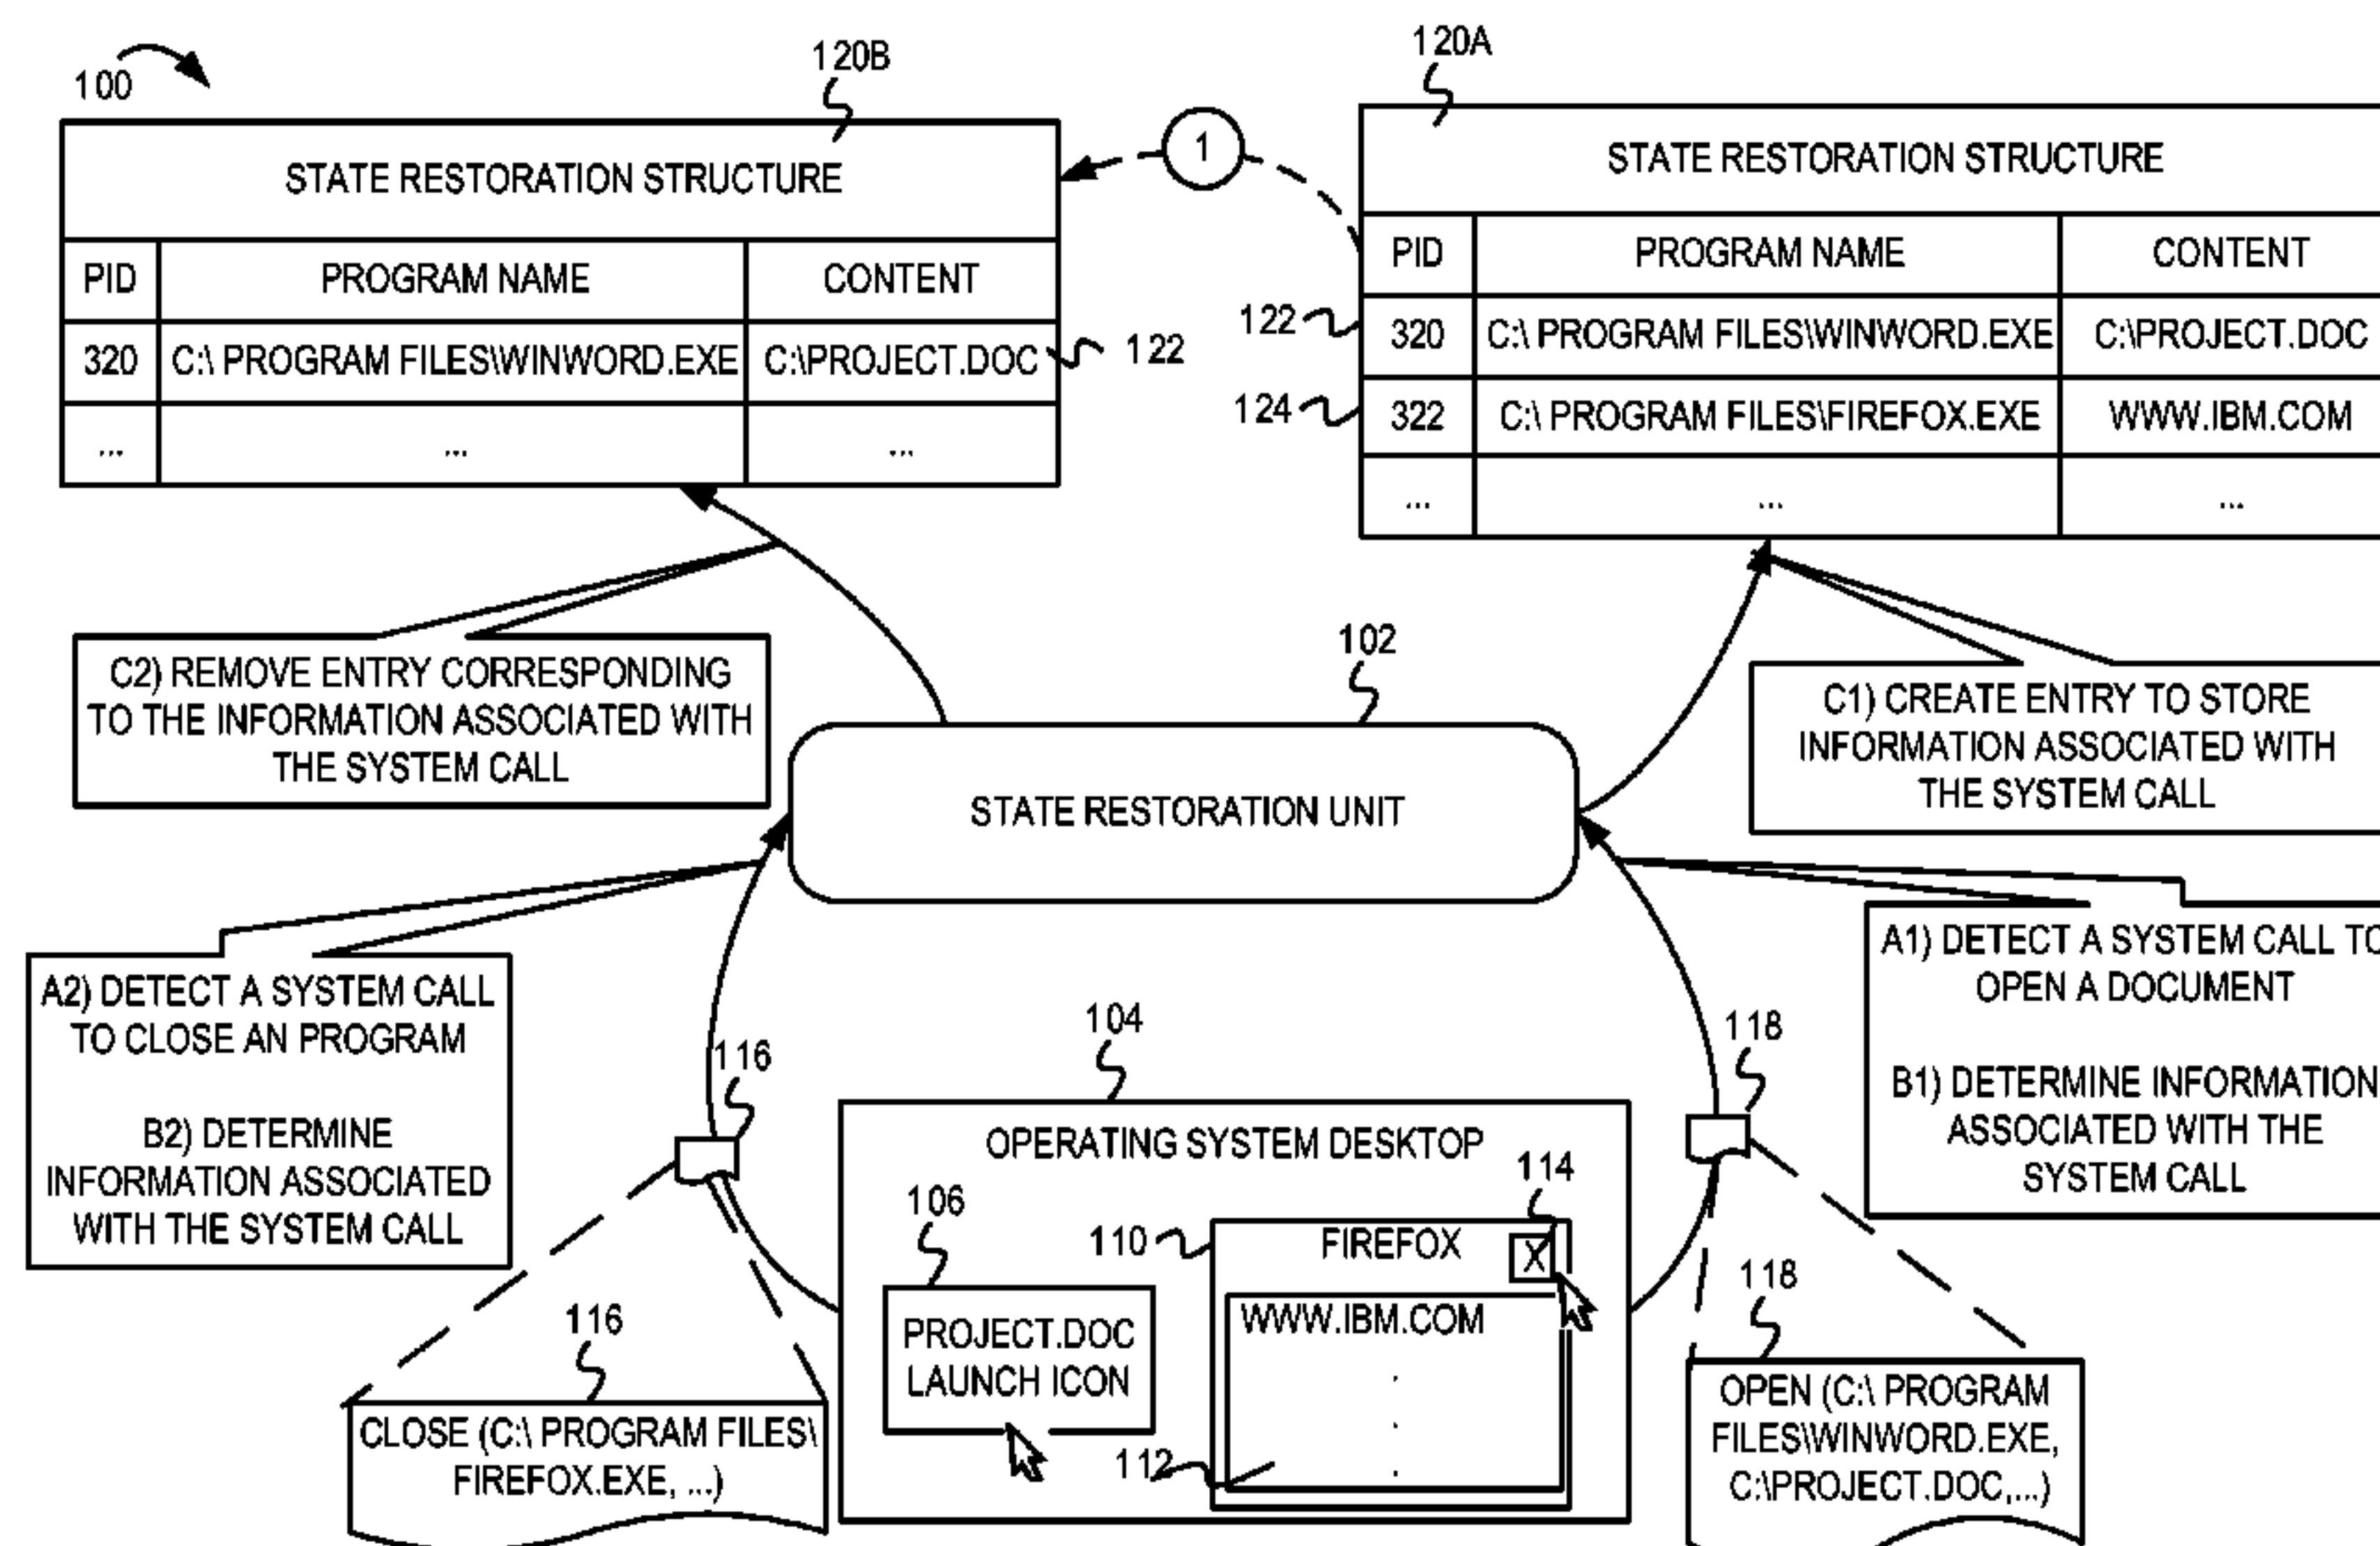 100
120B
STATE RESTORATION STRUCTURE
PID PROGRAM NAME CONTENT
320 C:\ PROGRAM FILES\WINWORD.EXE C:\PROJECT.DOC
... ... ...
122
1
120A
STATE RESTORATION STRUCTURE
PID PROGRAM NAME CONTENT
122
320 C:\ PROGRAM FILES\WINWORD.EXE C:\PROJECT.DOC
124
322 C:\ PROGRAM FILES\FIREFOX.EXE WWW.IBM.COM
... ... ...
C2) REMOVE ENTRY CORRESPONDING
TO THE INFORMATION ASSOCIATED WITH
THE SYSTEM CALL
102
STATE RESTORATION UNIT
C1) CREATE ENTRY TO STORE
INFORMATION ASSOCIATED WITH
THE SYSTEM CALL
A2) DETECT A SYSTEM CALL
TO CLOSE AN PROGRAM
B2) DETERMINE
INFORMATION ASSOCIATED
WITH THE SYSTEM CALL
A1) DETECT A SYSTEM CALL TO
OPEN A DOCUMENT
B1) DETERMINE INFORMATION
ASSOCIATED WITH THE
SYSTEM CALL
116
104
118
OPERATING SYSTEM DESKTOP
106
PROJECT.DOC
LAUNCH ICON
110
114
FIREFOX
X
WWW.IBM.COM
.
.
.
112
116
CLOSE (C:\ PROGRAM FILES\
FIREFOX.EXE, ...)
118
OPEN (C:\ PROGRAM
FILES\WINWORD.EXE,
C:\PROJECT.DOC,...)